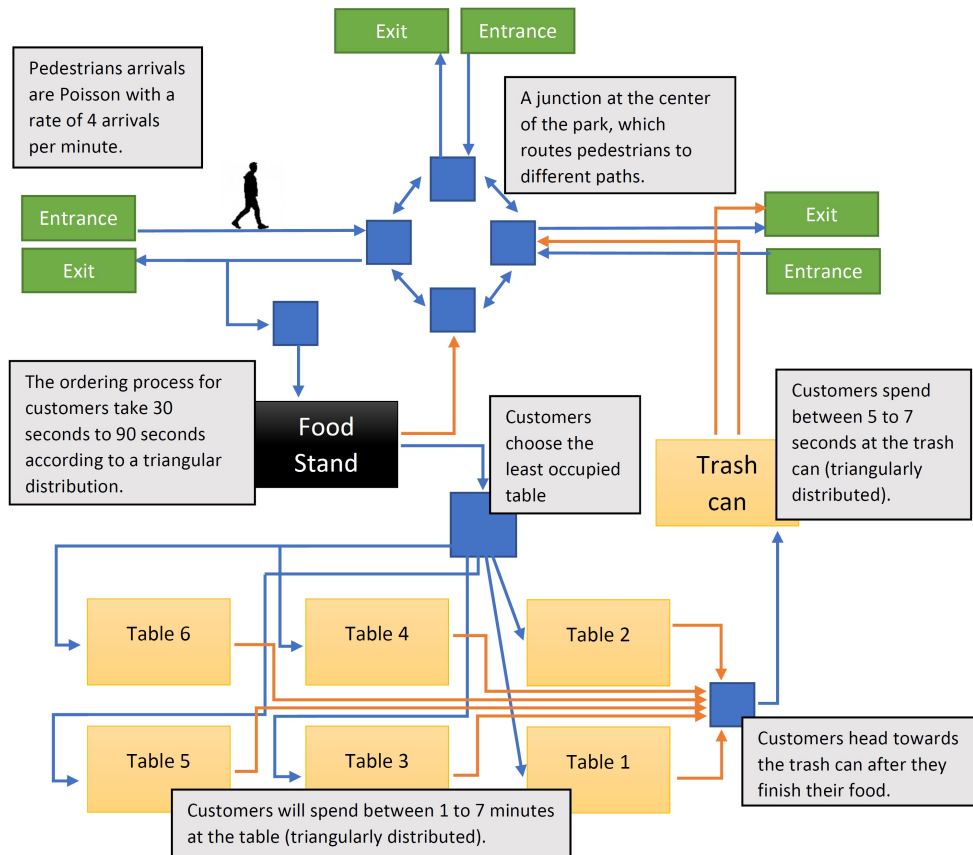 Exit
Entrance
Pedestrians arrivals
are Poisson with a
rate of 4 arrivals
per minute.
A junction at the center
of the park, which
routes pedestrians to
different paths.
Entrance
Exit
Exit
Entrance
The ordering process for
customers take 30
seconds to 90 seconds
according to a triangular
distribution.
Food
Stand
Customers
choose the
least occupied
table
Trash
can
Customers spend
between 5 to 7
seconds at the trash
can (triangularly
distributed).
Table 6
Table 4
Table 2
Table 5
Table 3
Table 1
Customers head towards
the trash can after they
finish their food.
Customers will spend between 1 to 7 minutes
at the table (triangularly distributed).